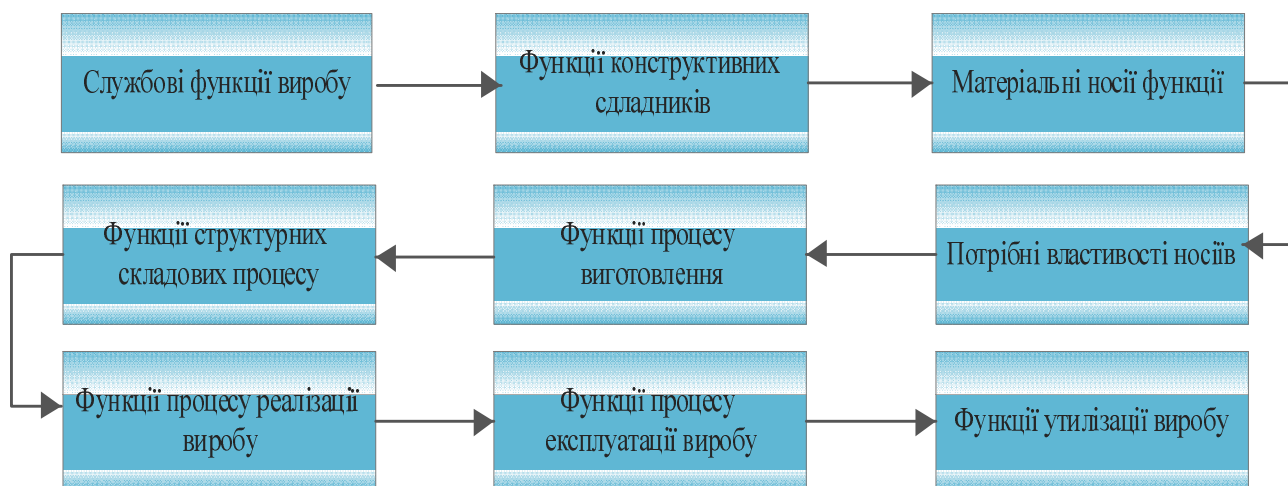 Службові функції виробу
Функції конструктивних
сдладників
Матеріальні носії функції
Потрібні властивості носіїв
Функції процесу
виготовлення
Функції структурних
складових процесу
Функції процесу реалізації
виробу
Функції процесу
експлуатації виробу
Функції утилізації виробу